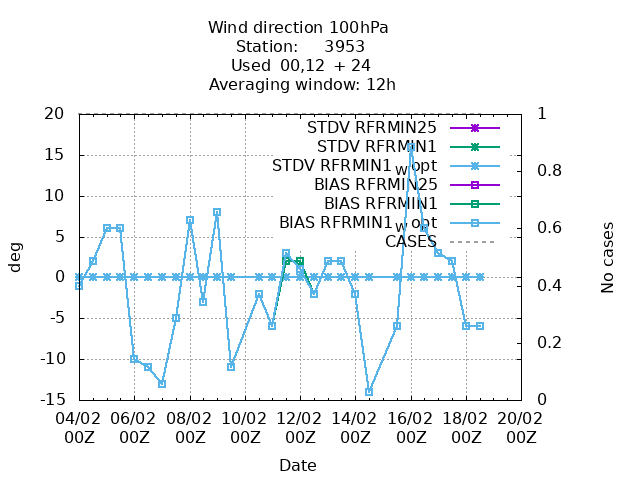 Wind direction 100hPa
Station: 3953
Used 00,12 + 24
Averaging window: 12h
20
15
10
5
0
-5
-10
-15
deg
1
0.8
0.6
0.4
0.2
0
No cases
STDV RFRMIN25
STDV RFRMIN1
STDV RFRMIN1wopt
BIAS RFRMIN25
BIAS RFRMIN1
BIAS RFRMIN1wopt
CASES
04/02 06/02 08/02 10/02 12/02 14/02 16/02 18/02 20/02
00Z 00Z 00Z 00Z 00Z 00Z 00Z 00Z 00Z
Date